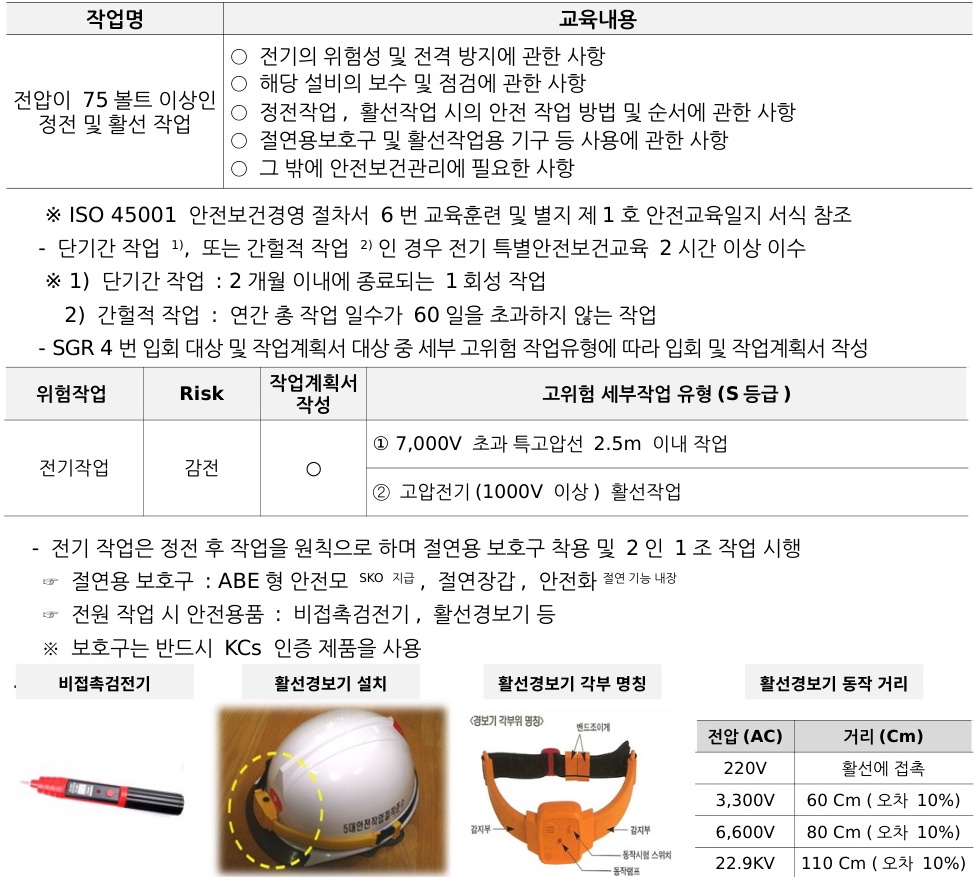 작업명 교육내용
전압이 75 볼트 이상인
정전 및 활선 작업
○ 전기의 위험성 및 전격 방지에 관한 사항
○ 해당 설비의 보수 및 점검에 관한 사항
○ 정전작업 , 활선작업 시의 안전 작업 방법 및 순서에 관한 사항
○ 절연용보호구 및 활선작업용 기구 등 사용에 관한 사항
○ 그 밖에 안전보건관리에 필요한 사항
※ ISO 45001 안전보건경영 절차서 6 번 교육훈련 및 별지 제 1 호 안전교육일지 서식 참조
- 단기간 작업 1), 또는 간헐적 작업 2) 인 경우 전기 특별안전보건교육 2 시간 이상 이수
※ 1) 단기간 작업 : 2 개월 이내에 종료되는 1 회성 작업
2) 간헐적 작업 : 연간 총 작업 일수가 60 일을 초과하지 않는 작업
- SGR 4 번 입회 대상 및 작업계획서 대상 중 세부 고위험 작업유형에 따라 입회 및 작업계획서 작성
위험작업 Risk 작업계획서 작성 고위험 세부작업 유형 (S 등급 )
전기작업 감전 ○
① 7,000V 초과 특고압선 2.5m 이내 작업
② 고압전기 (1000V 이상 ) 활선작업
- 전기 작업은 정전 후 작업을 원칙으로 하며 절연용 보호구 착용 및 2 인 1 조 작업 시행
☞ 절연용 보호구 : ABE 형 안전모 SKO 지급 , 절연장갑 , 안전화 절연 기능 내장
☞ 전원 작업 시 안전용품 : 비접촉검전기 , 활선경보기 등
※ 보호구는 반드시 KCs 인증 제품을 사용
비접촉검전기
활선경보기 설치
활선경보기 각부 명칭
활선경보기 동작 거리
5대안전작업철저준수
<경보기 각부위 명칭>
밴드조이게
감지부
감지부
동작시험 스위치
동작램프
전압 (AC) 거리 (Cm)
220V 활선에 접촉
3,300V 60 Cm ( 오차 10%)
6,600V 80 Cm ( 오차 10%)
22.9KV 110 Cm ( 오차 10%)